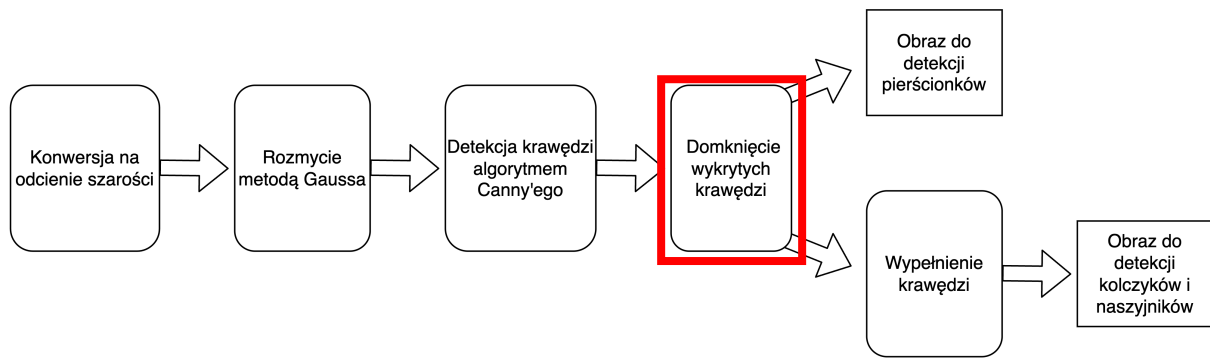 Konwersja na
odcienie szarości
Rozmycie
metodą Gaussa
Detekcja krawędzi
algorytmem
Canny'ego
Domknięcie
wykrytych
krawędzi
Obraz do
detekcji
pierścionków
Wypełnienie
krawędzi
Obraz do
detekcji
kolczyków i
naszyjników